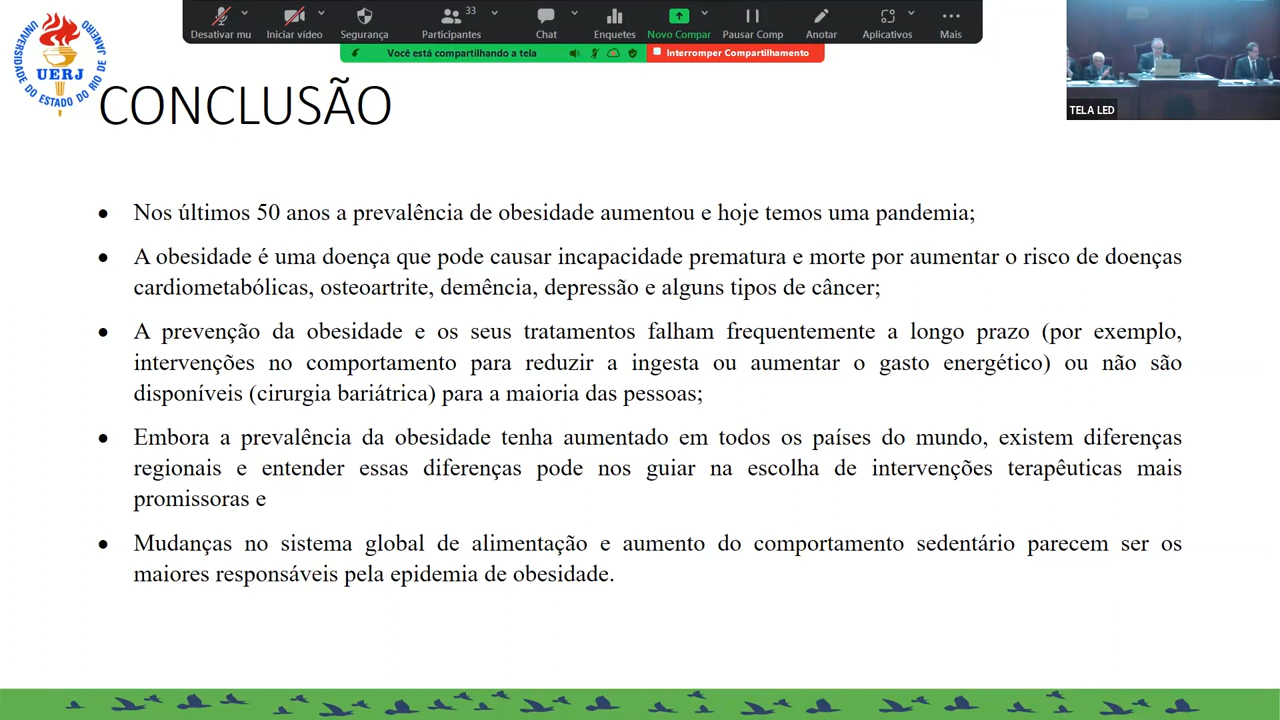 33
Desativar mu
Iniciar vídeo
Segurança
Participantes
Chat
Enquetes
Novo Compar
Pausar Comp
Anotar
Aplicativos
Mais
Você está compartilhando a tela
Interromper Compartilhamento
TELA LED
UNIVERSIDADE DO ESTADO DO RIO DE JANEIRO
UERJ
CONCLUSÃO
• Nos últimos 50 anos a prevalência de obesidade aumentou e hoje temos uma pandemia;
• A obesidade é uma doença que pode causar incapacidade prematura e morte por aumentar o risco de doenças
cardiometabólicas, osteoartrite, demência, depressão e alguns tipos de câncer;
• A prevenção da obesidade e os seus tratamentos falham frequentemente a longo prazo (por exemplo,
intervenções no comportamento para reduzir a ingesta ou aumentar o gasto energético) ou não são
disponíveis (cirurgia bariátrica) para a maioria das pessoas;
• Embora a prevalência da obesidade tenha aumentado em todos os países do mundo, existem diferenças
regionais e entender essas diferenças pode nos guiar na escolha de intervenções terapêuticas mais
promissoras e
• Mudanças no sistema global de alimentação e aumento do comportamento sedentário parecem ser os
maiores responsáveis pela epidemia de obesidade.